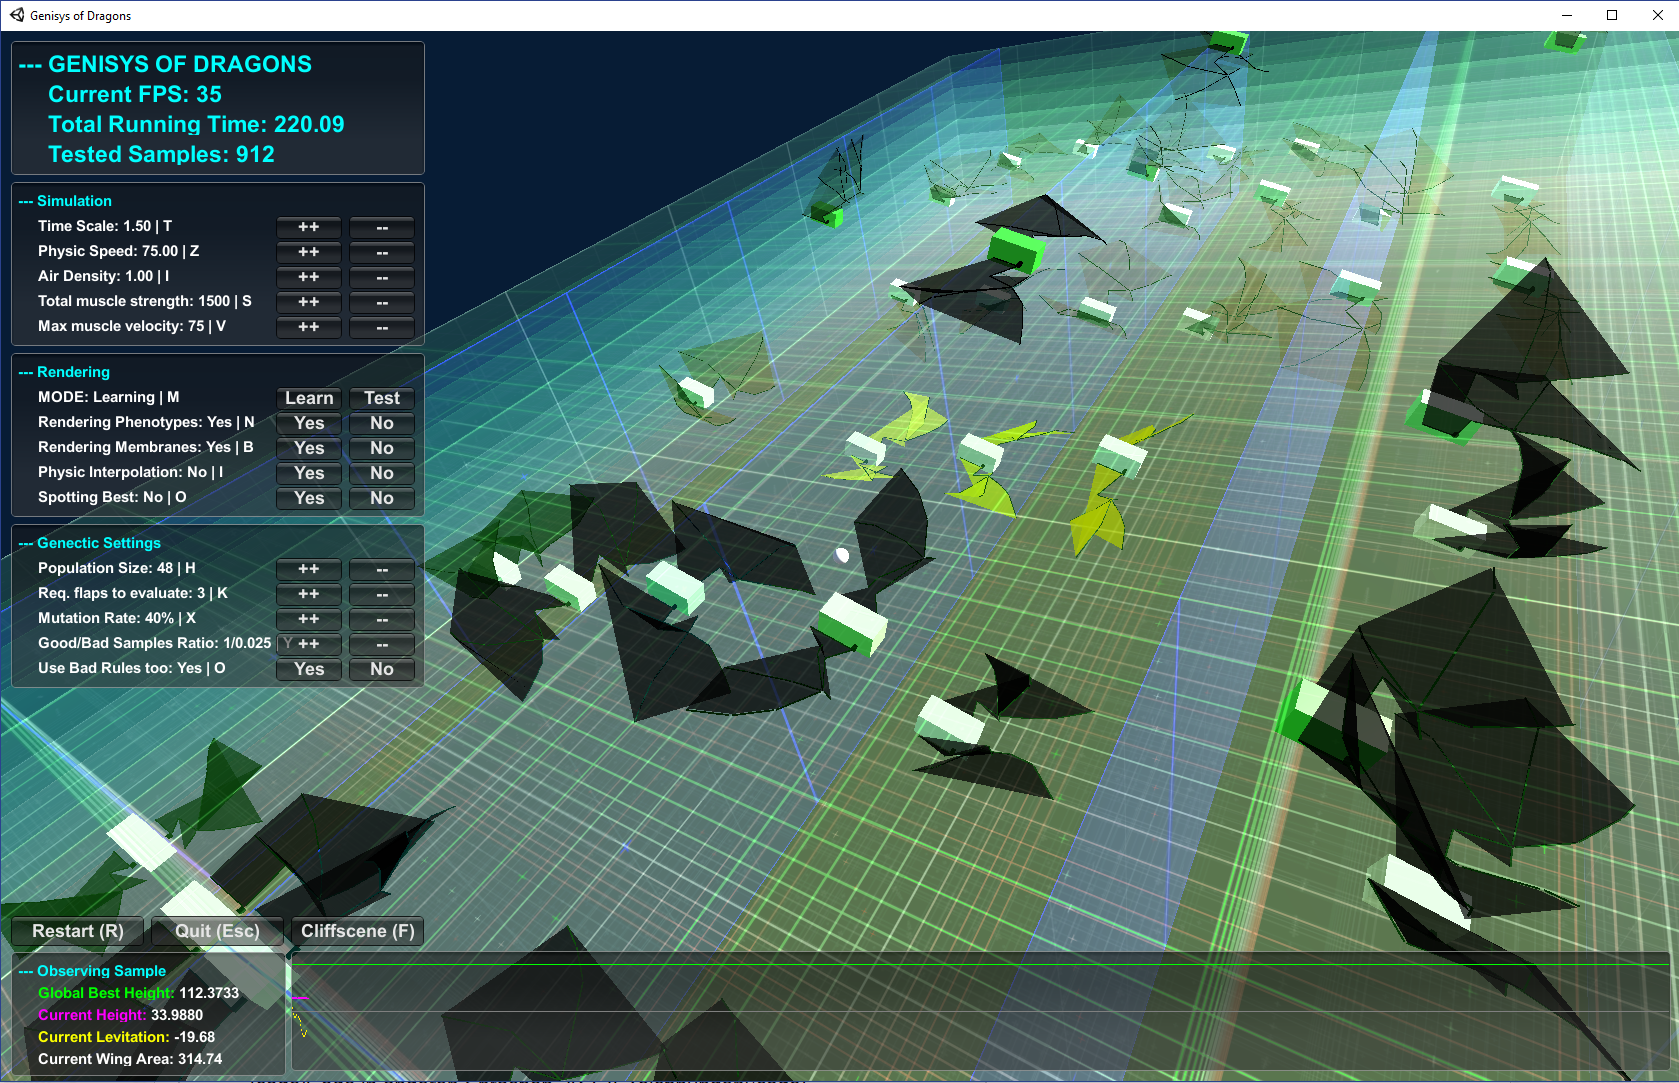 Genisys of Dragons
--- GENISYS OF DRAGONS
Current FPS: 35
Total Running Time: 220.09
Tested Samples: 912
--- Simulation
Time Scale: 1.50 | T ++ --
Physic Speed: 75.00 | Z ++ --
Air Density: 1.00 | I ++ --
Total muscle strength: 1500 | S ++ --
Max muscle velocity: 75 | V ++ --
--- Rendering
MODE: Learning | M Learn Test
Rendering Phenotypes: Yes | N Yes No
Rendering Membranes: Yes | B Yes No
Physic Interpolation: No | I Yes No
Spotting Best: No | O Yes No
--- Genectic Settings
Population Size: 48 | H ++ --
Req. flaps to evaluate: 3 | K ++ --
Mutation Rate: 40% | X ++ --
Good/Bad Samples Ratio: 1/0.025 | Y ++ --
Use Bad Rules too: Yes | O Yes No
Restart (R) Quit (Esc) Cliffscene (F)
--- Observing Sample
Global Best Height: 112.3733
Current Height: 33.9880
Current Levitation: -19.68
Current Wing Area: 314.74